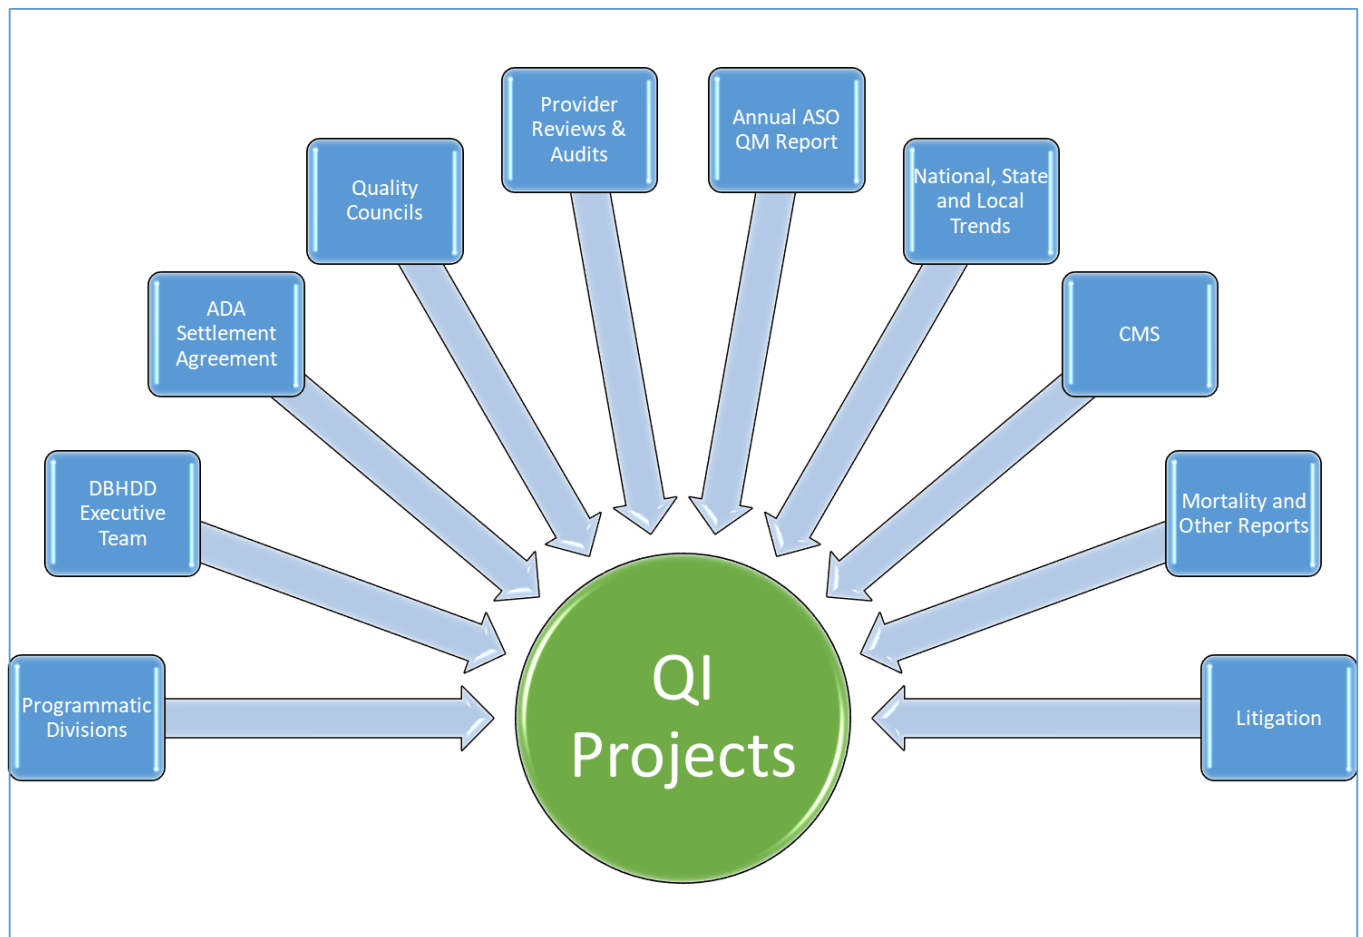 Programmatic
Divisions
DBHDD
Executive
Team
ADA
Settlement
Agreement
Quality
Councils
Provider
Reviews &
Audits
Annual ASO
QM Report
National, State
and Local
Trends
CMS
Mortality and
Other Reports
Litigation
QI
Projects